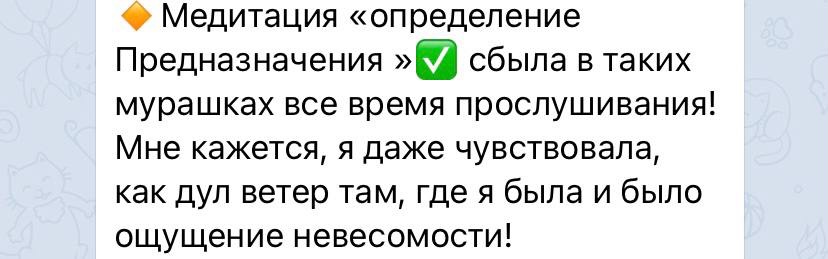 🔸Медитация «определение
Предназначения »✅ сбыла в таких
мурашках все время прослушивания!
Мне кажется, я даже чувствовала,
как дул ветер там, где я была и было
ощущение невесомости!